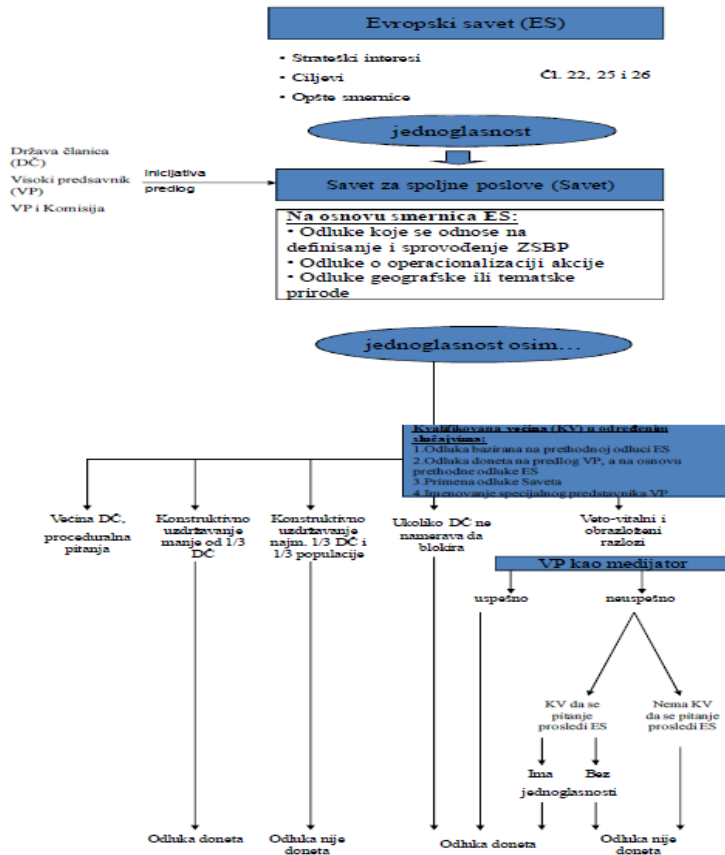 Evropski savet (ES)
• Strateški interesi
• Ciljevi
• Opšte smernice
Čl. 22, 25 i 26
jednoglasnost
Država članica
(DČ)
Visoki predsavnik
(VP)
VP i Komisija
Inicijativa
predlog
Savet za spoljne poslove (Savet)
Na osnovu smernica ES:
• Odluke koje se odnose na
definisanje i sprovođenje ZSBP
• Odluke o operacionalizaciji akcije
• Odluke geografske ili tematske
prirode
jednoglasnost osim…
Kvalifikovana većina (KV) u određenim
slučajvima:
1.Odluka bazirana na prethodnoj odluci ES
2.Odluka doneta na predlog VP, a na osnovu
prethodne odluke ES
3.Primena odluke Saveta
4.Imenovanje specijalnog predstavnika VP
Većina DČ,
proceduralna
pitanja
Konstruktivno
uzdržavanje
manje od 1/3
DČ
Konstruktivno
uzdržavanje
najm. 1/3 DČ i
1/3 populacije
Ukoliko DČ ne
namerava da
blokira
Veto-vitalni i
obrazloženi
razlozi
VP kao medijator
uspešno
neuspešno
KV da se
pitanje
prosledi ES
Nema KV
da se pitanje
prosledi ES
Ima
Bez
jednoglasnosti
Odluka doneta
Odluka nije
doneta
Odluka doneta
Odluka nije
doneta